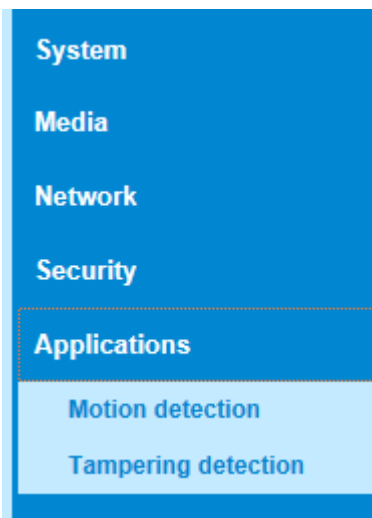 System
Media
Network
Security
Applications
Motion detection
Tampering detection